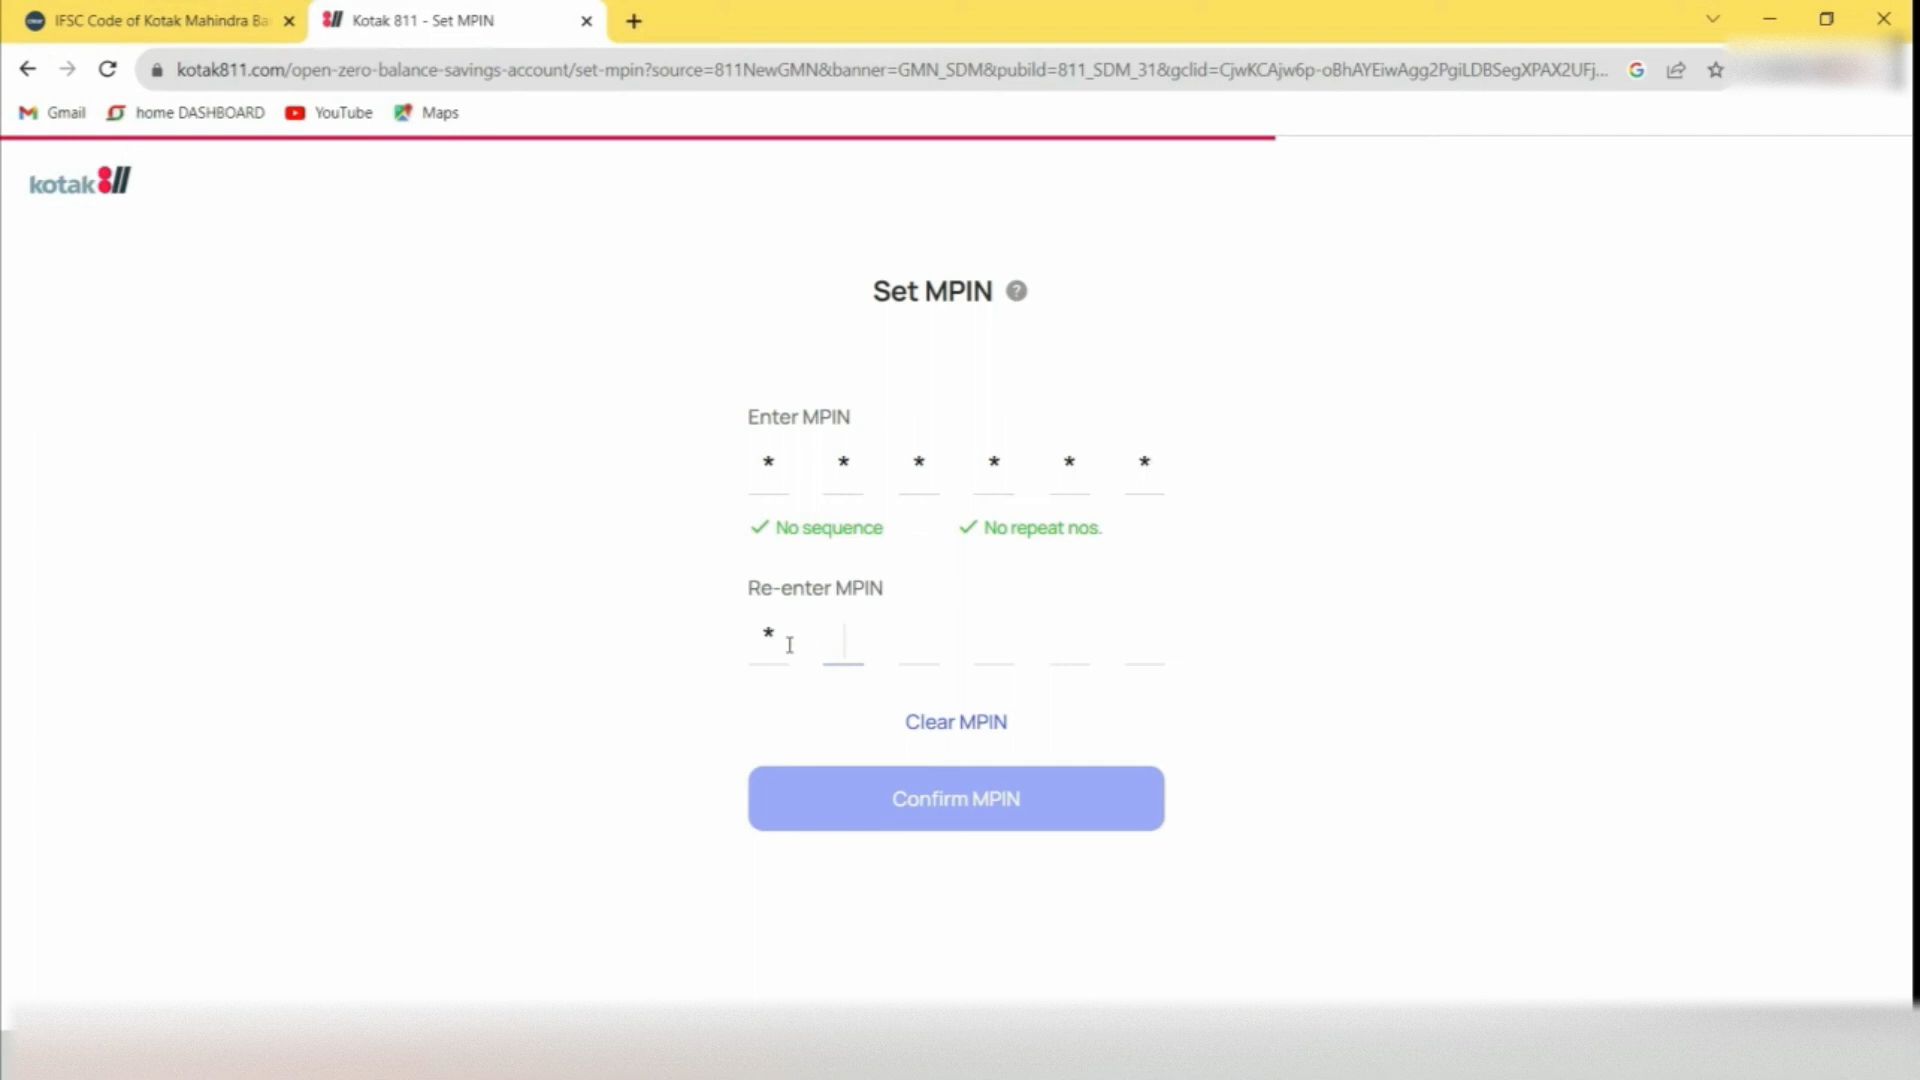 IFSC Code of Kotak Mahindra Ba
Kotak 811 - Set MPIN
kotak811.com/open-zero-balance-savings-account/set-mpin?source=811NewGMN&banner=GMN_SDM&pubild=811_SDM_31&gclid=CjwKCAjw6p-oBhAYEiwAgg2PgiLDBSegXPAX2UFj...
Gmail
home DASHBOARD
YouTube
Maps
kotak811
Set MPIN ?
Enter MPIN
* * * * * *
✓ No sequence ✓ No repeat nos.
Re-enter MPIN
*
Clear MPIN
Confirm MPIN